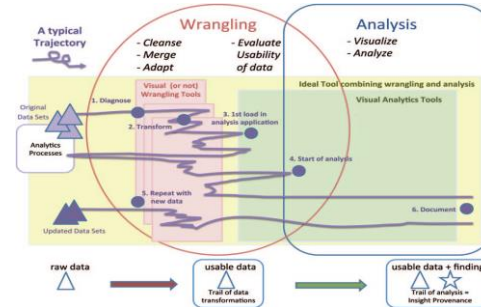 A typical
Trajectory
Wrangling
- Cleanse
- Merge
- Adapt
- Evaluate
Usability
of data
Analysis
- Visualize
- Analyze
Ideal Tool combining wrangling and analysis
Visual (or not)
Wrangling Tools
Visual Analytics Tools
Original
Data Sets
1. Diagnose
2. Transform
3. 1st load in
analysis application
Analytics
Processes
4. Start of analysis
5. Repeat with
new data
6. Document
Updated Data Sets
raw data
usable data
Trail of data
transformations
usable data + finding
Trail of analysis =
Insight Provenance